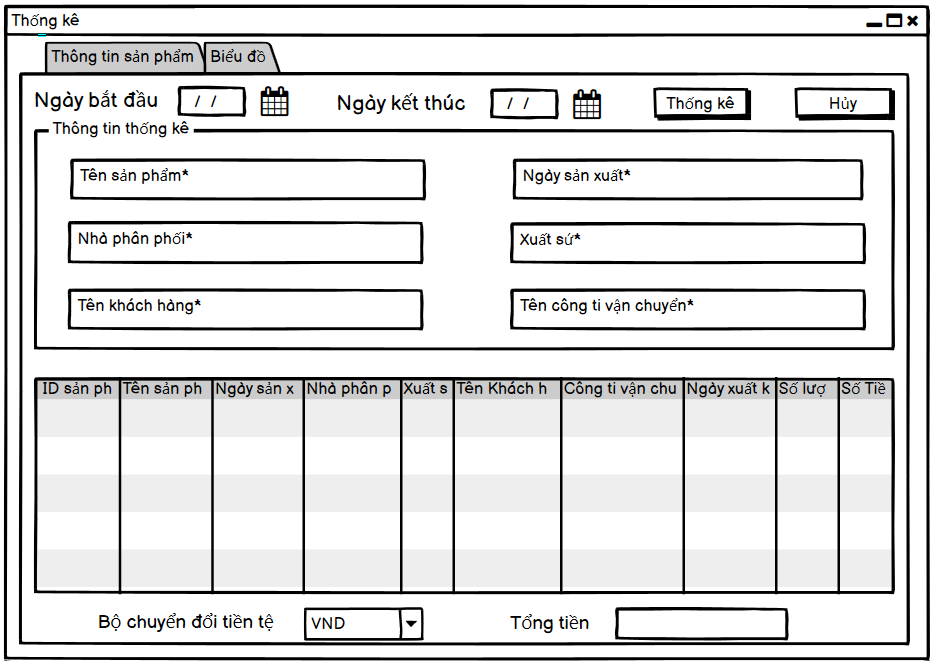 Thống kê
Thông tin sản phẩm Biểu đồ
Ngày bắt đầu / / Ngày kết thúc / / Thống kê Hủy
Thông tin thống kê
Tên sản phẩm* Ngày sản xuất*
Nhà phân phối* Xuất sứ*
Tên khách hàng* Tên công ti vận chuyển*
ID sản ph Tên sản ph Ngày sản x Nhà phân p Xuất s Tên Khách h Công ti vận chu Ngày xuất k Số lượ Số Tiề
Bộ chuyển đổi tiền tệ VND Tổng tiền